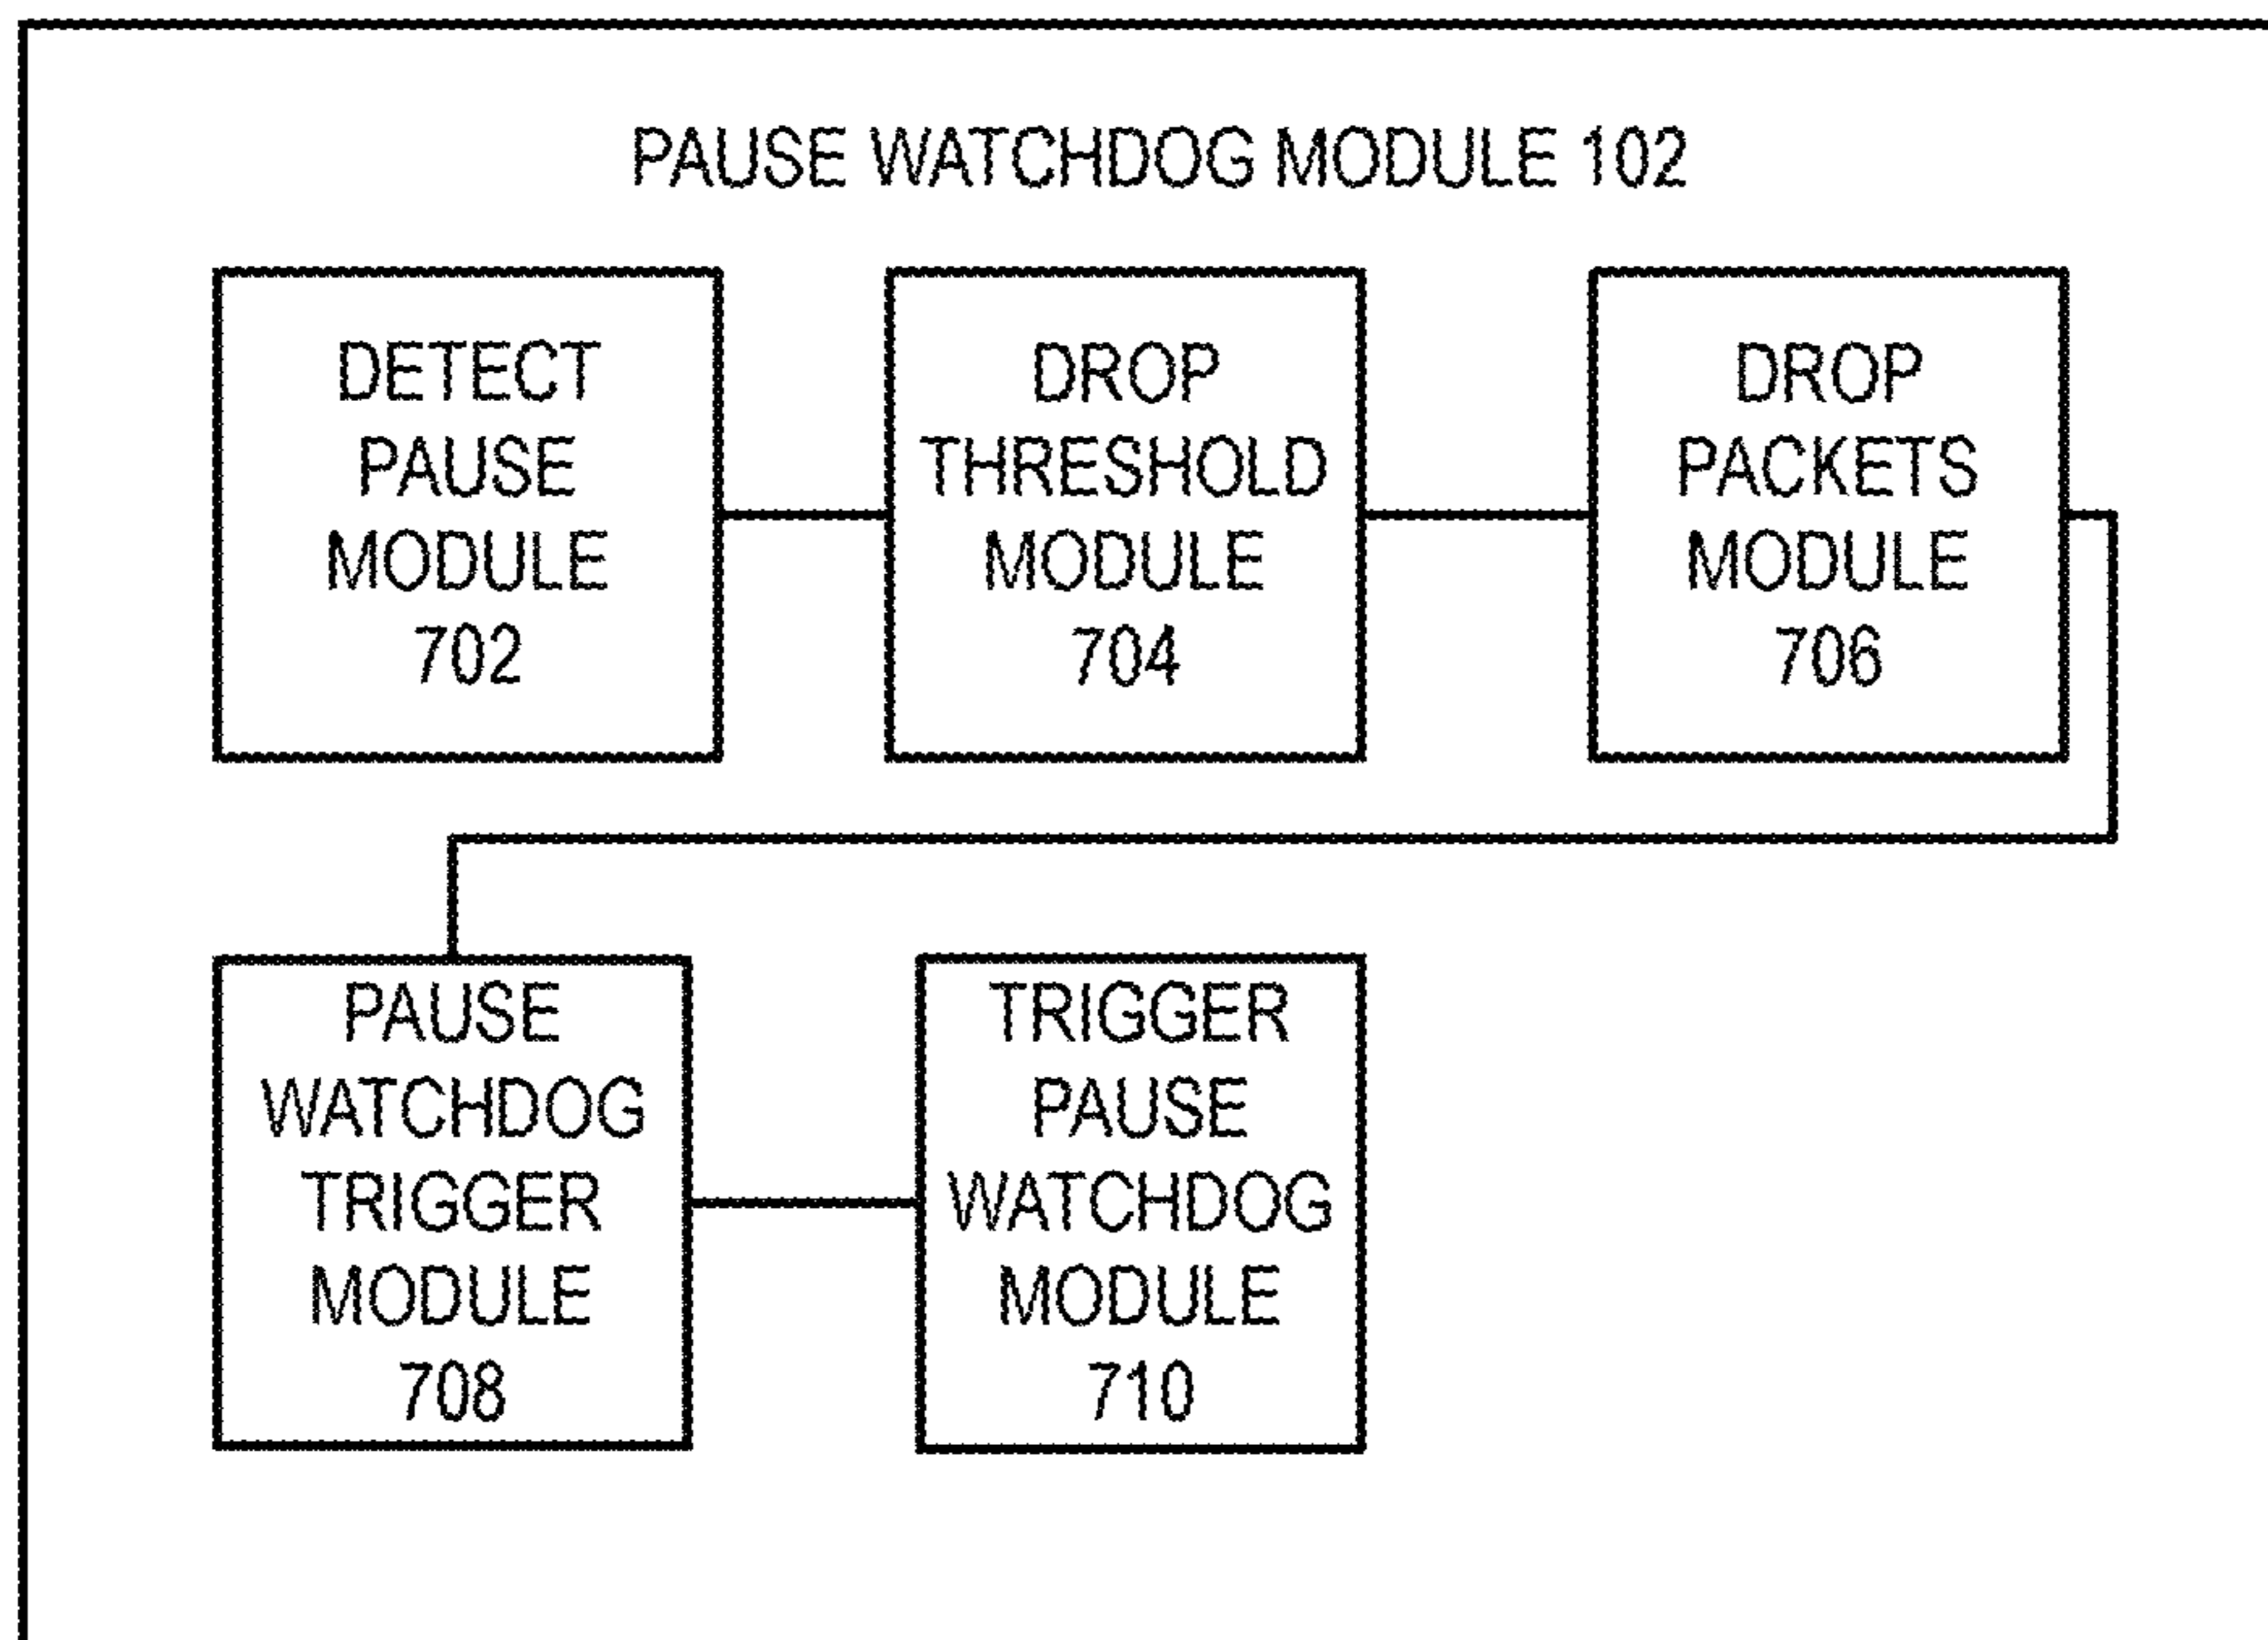 PAUSE WATCHDOG MODULE 102
DETECT
PAUSE
MODULE
702
DROP
THRESHOLD
MODULE
704
DROP
PACKETS
MODULE
706
PAUSE
WATCHDOG
TRIGGER
MODULE
708
TRIGGER
PAUSE
WATCHDOG
MODULE
710